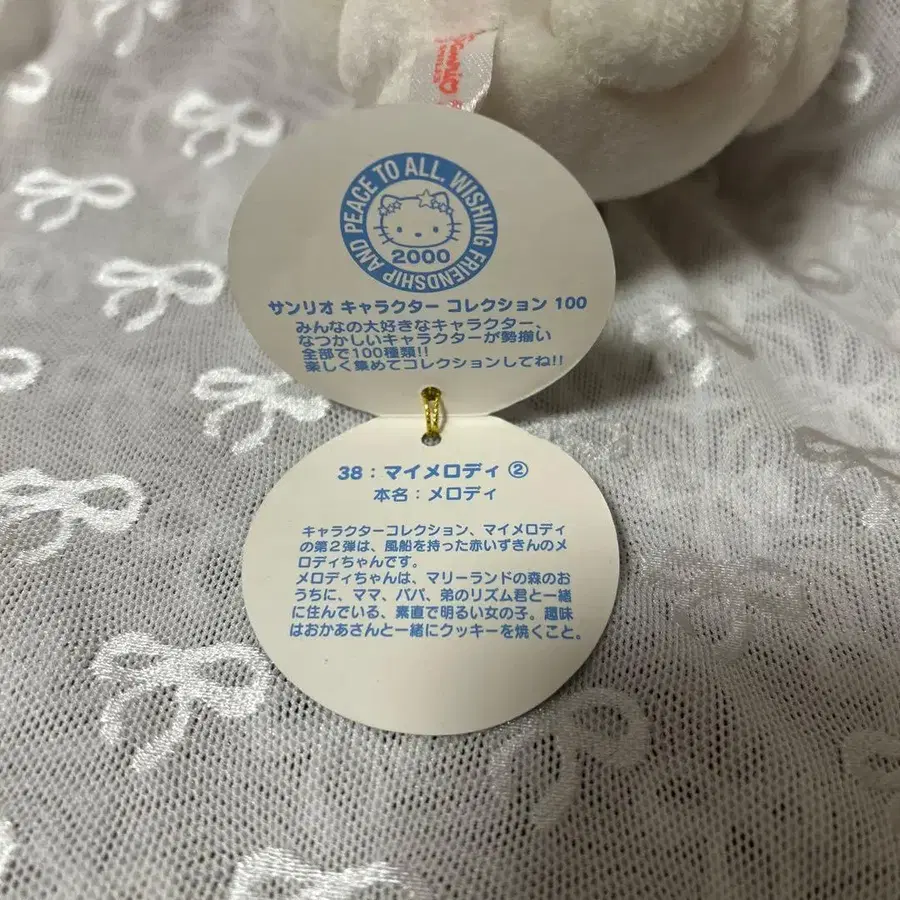 Sanrio
WISHING FRIENDSHIP AND PEACE TO ALL.
2000
サンリオ キャラクター コレクション 100
みんなの大好きなキャラクター、
なつかしいキャラクターが勢揃い
全部で100種類!!
楽しく集めてコレクションしてね!!
38：マイメロディ ②
本名：メロディ
キャラクターコレクション、マイメロディ
の第2弾は、風船を持った赤いずきんのメ
ロディちゃんです。
メロディちゃんは、マリーランドの森のお
うちに、ママ、パパ、弟のリズム君と一緒
に住んでいる、素直で明るい女の子。趣味
はおかあさんと一緒にクッキーを焼くこと。